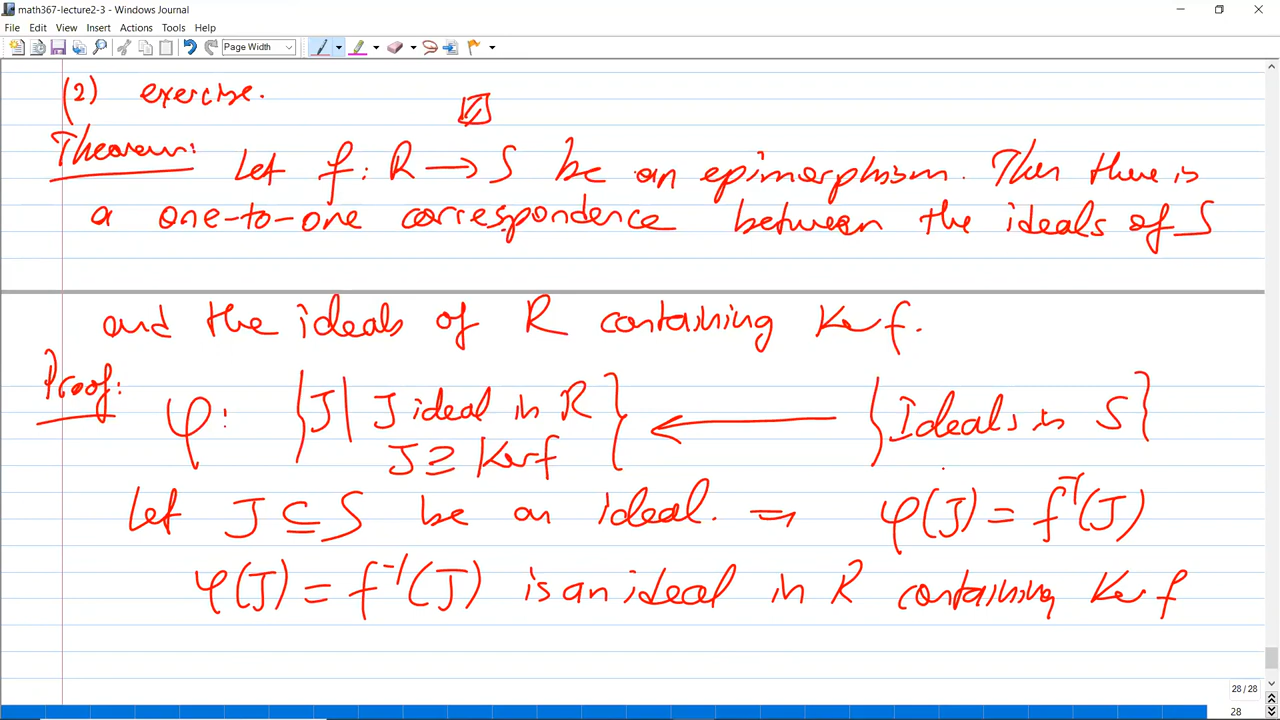 math367-lecture2-3 - Windows Journal
File Edit View Insert Actions Tools Help
Page Width
(2) exercise.
Theorem: Let f: R → S be an epimorphism. Then there is
a one-to-one correspondence between the ideals of S
and the ideals of R containing Ker f.
Proof:
φ: {J | J ideal in R J ⊇ Ker f} ← {Ideals in S}
Let J ⊆ S be an ideal. ⇒ φ(J) = f⁻¹(J)
φ(J) = f⁻¹(J) is an ideal in R containing Ker f
28 / 28
28